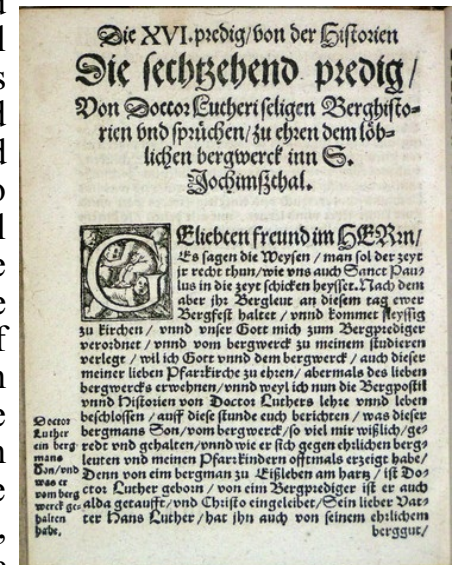 Die XVI. predig/ von der Historien
Die sechtzehend predig/
Von Doctor Lutheri seligen Berghisto-
rien vnd sprüchen/ zu ehren dem löb-
lichen bergwerck inn S.
Jochimßthal.
GEliebten freund im HERrn/
Es sagen die Weysen / man sol der zeyt
jr recht thun/ wie vns auch Sanct Pau-
lus in die zeyt schicken heysset. Nach dem
aber jhr Bergleut an diesem tag ewer
Bergfest haltet / vnnd kommet fleyssig
zu kirchen / vnnd vnser Gott mich zum Bergprediger
verordnet / vnnd vom bergwerck zu meinem studieren
verlegt / wil ich Gott vnnd dem bergwerck / auch dieser
meiner lieben Pfarrkirche zu ehren / abermals des lieben
bergwercks erwehnen/ vnnd weyl ich nun die Bergpostill
vnnd Historien von Doctor Luthers lehre vnnd leben
beschlossen / auff diese stunde euch berichten / was dieser
bergmans Son/ vom bergwerck/ so viel mir wißlich/ ge-
redt vnd gehalten/ vnnd wie er sich gegen ehrlichen berg-
leuten vnd meinen Pfarrkindern offtmals erzeigt habe/
Denn von eim bergman zu Eißleben am hartz / ist Do-
ctor Luther geborn / von eim Bergprediger ist er auch
alda getaufft/ vnd Christo eingeleibet/ Sein lieber Vat-
ter Hans Luther/ hat jhn auch von seinem ehrlichem
berggut/
Doctor
Luther
ein berg
mans
Son/ vnd
was er
vom berg
werck ge-
halten
habe.